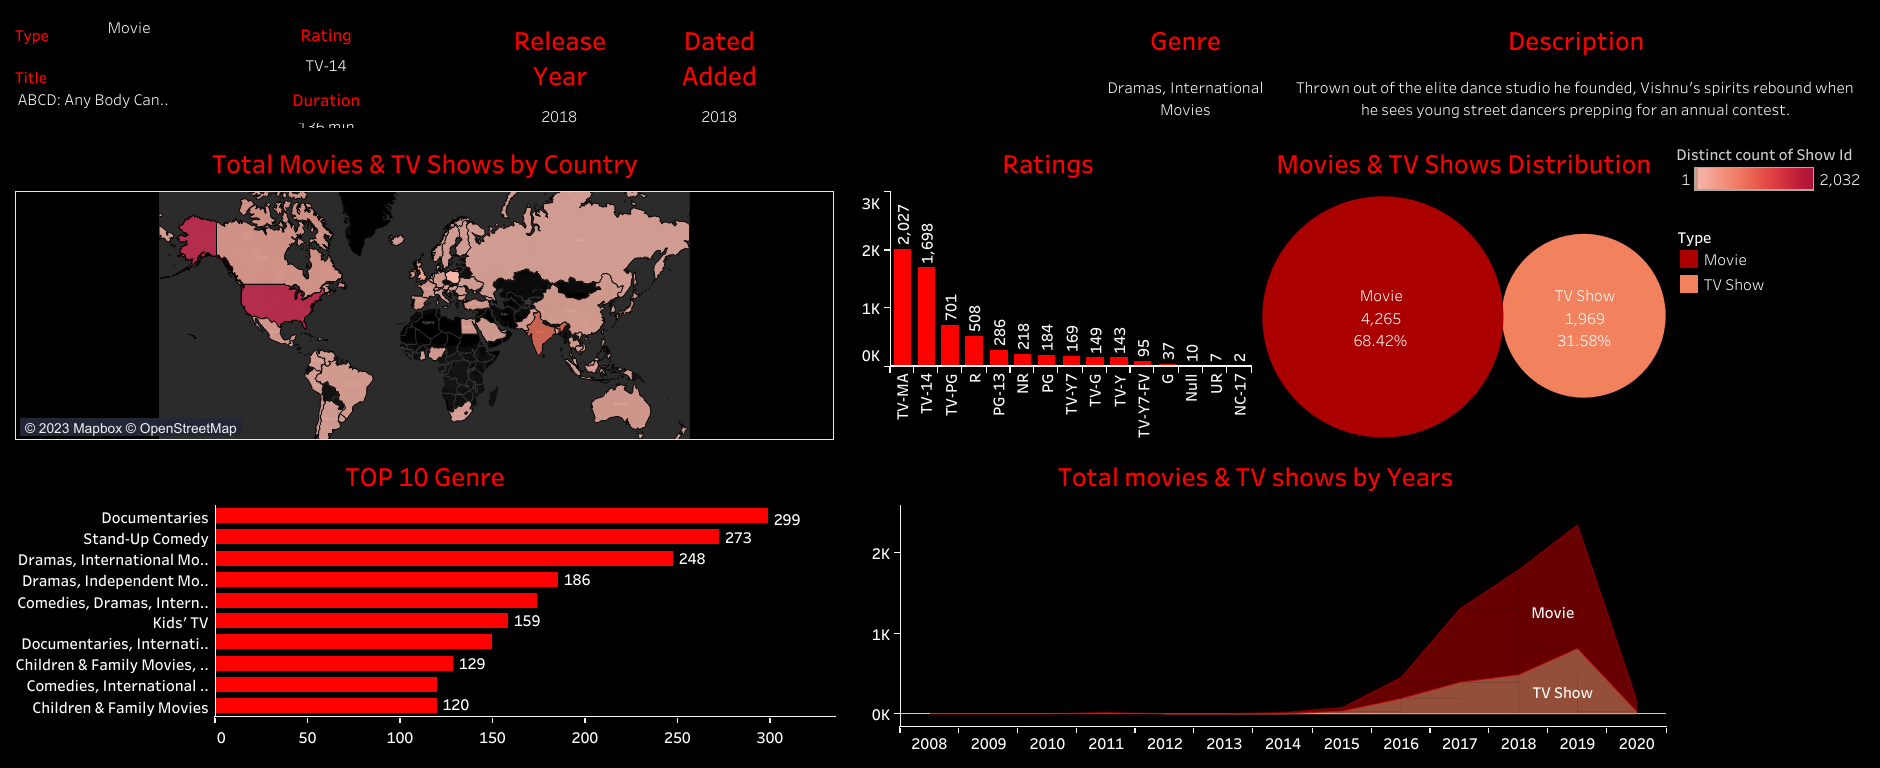 Type
Movie
Title
ABCD: Any Body Can..
Rating
TV-14
Duration
136 min
Release
Year
2018
Dated
Added
2018
Genre
Dramas, International
Movies
Description
Thrown out of the elite dance studio he founded, Vishnu's spirits rebound when
he sees young street dancers prepping for an annual contest.
Total Movies & TV Shows by Country
© 2023 Mapbox © OpenStreetMap
Ratings
3K
2K
1K
0K
2,027
1,698
701
508
286
218
184
169
149
143
95
37
10
7
2
TV-MA
TV-14
TV-PG
R
PG-13
NR
PG
TV-Y7
TV-G
TV-Y
TV-Y7-FV
G
Null
UR
NC-17
Movies & TV Shows Distribution
Movie
4,265
68.42%
TV Show
1,969
31.58%
Distinct count of Show Id
1 2,032
Type
Movie
TV Show
TOP 10 Genre
Documentaries 299
Stand-Up Comedy 273
Dramas, International Mo.. 248
Dramas, Independent Mo.. 186
Comedies, Dramas, Intern..
Kids' TV 159
Documentaries, Internati..
Children & Family Movies, .. 129
Comedies, International ..
Children & Family Movies 120
0 50 100 150 200 250 300
Total movies & TV shows by Years
2K
1K
0K
Movie
TV Show
2008 2009 2010 2011 2012 2013 2014 2015 2016 2017 2018 2019 2020